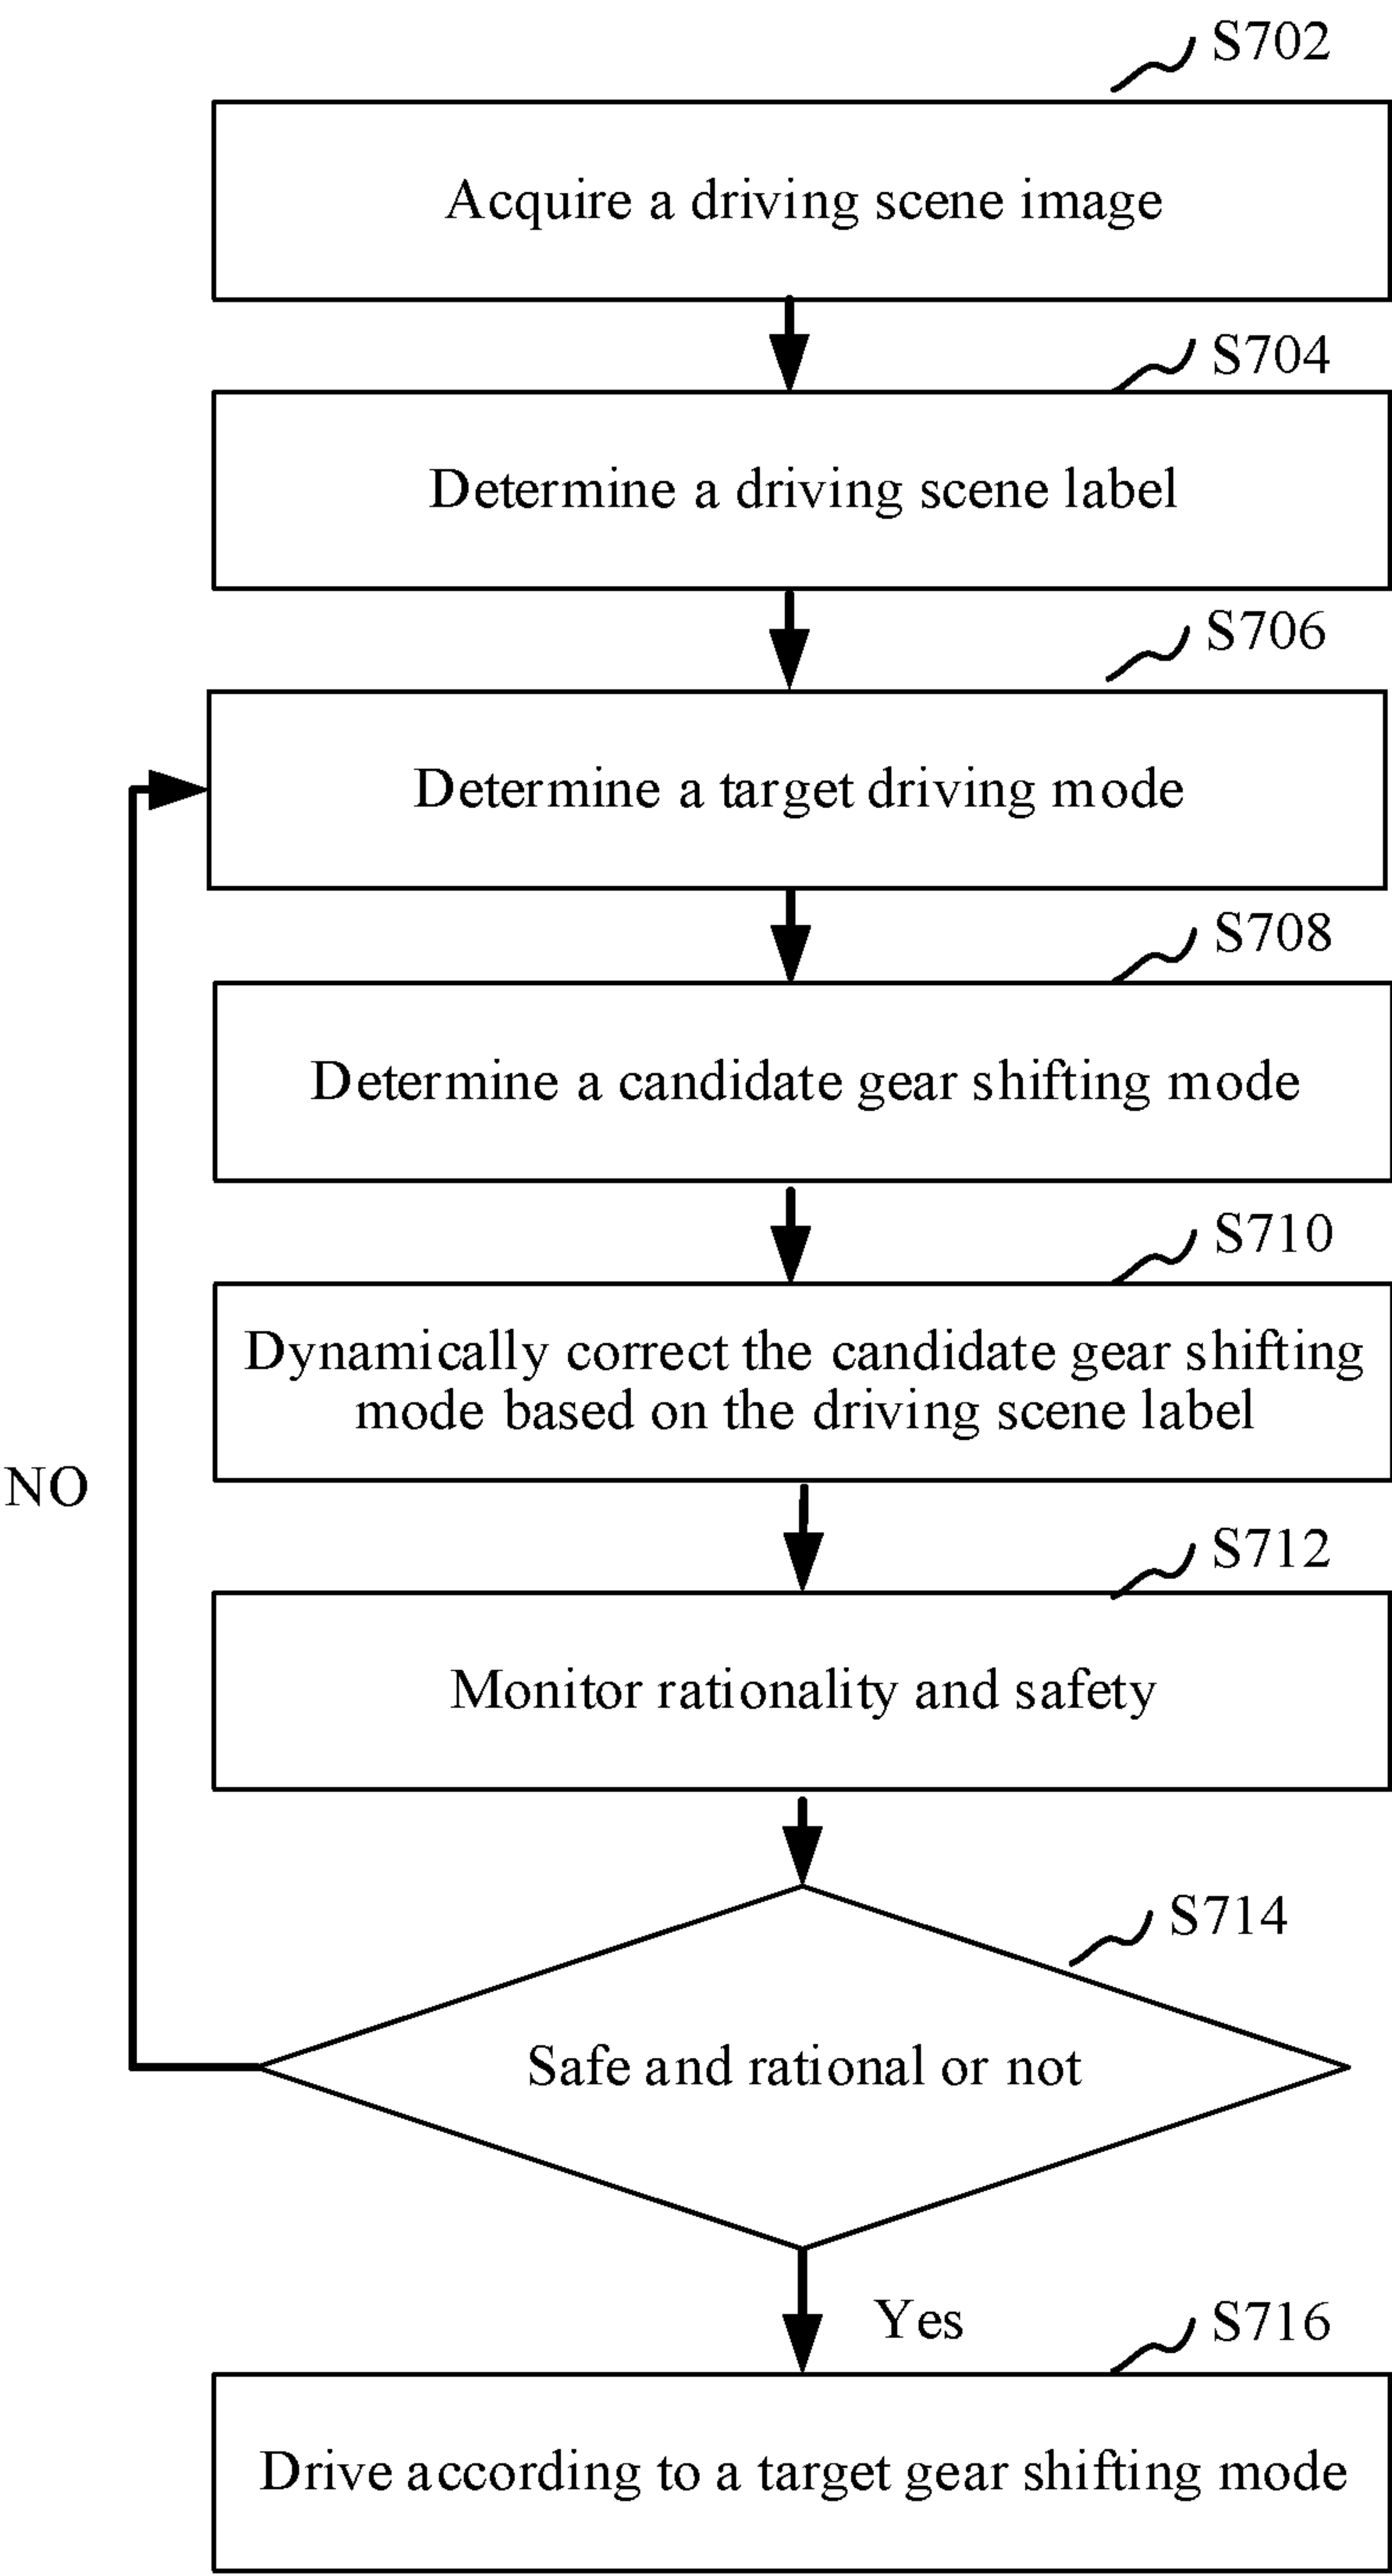 S702
Acquire a driving scene image
S704
Determine a driving scene label
S706
Determine a target driving mode
S708
Determine a candidate gear shifting mode
S710
Dynamically correct the candidate gear shifting
mode based on the driving scene label
NO
S712
Monitor rationality and safety
S714
Safe and rational or not
Yes
S716
Drive according to a target gear shifting mode